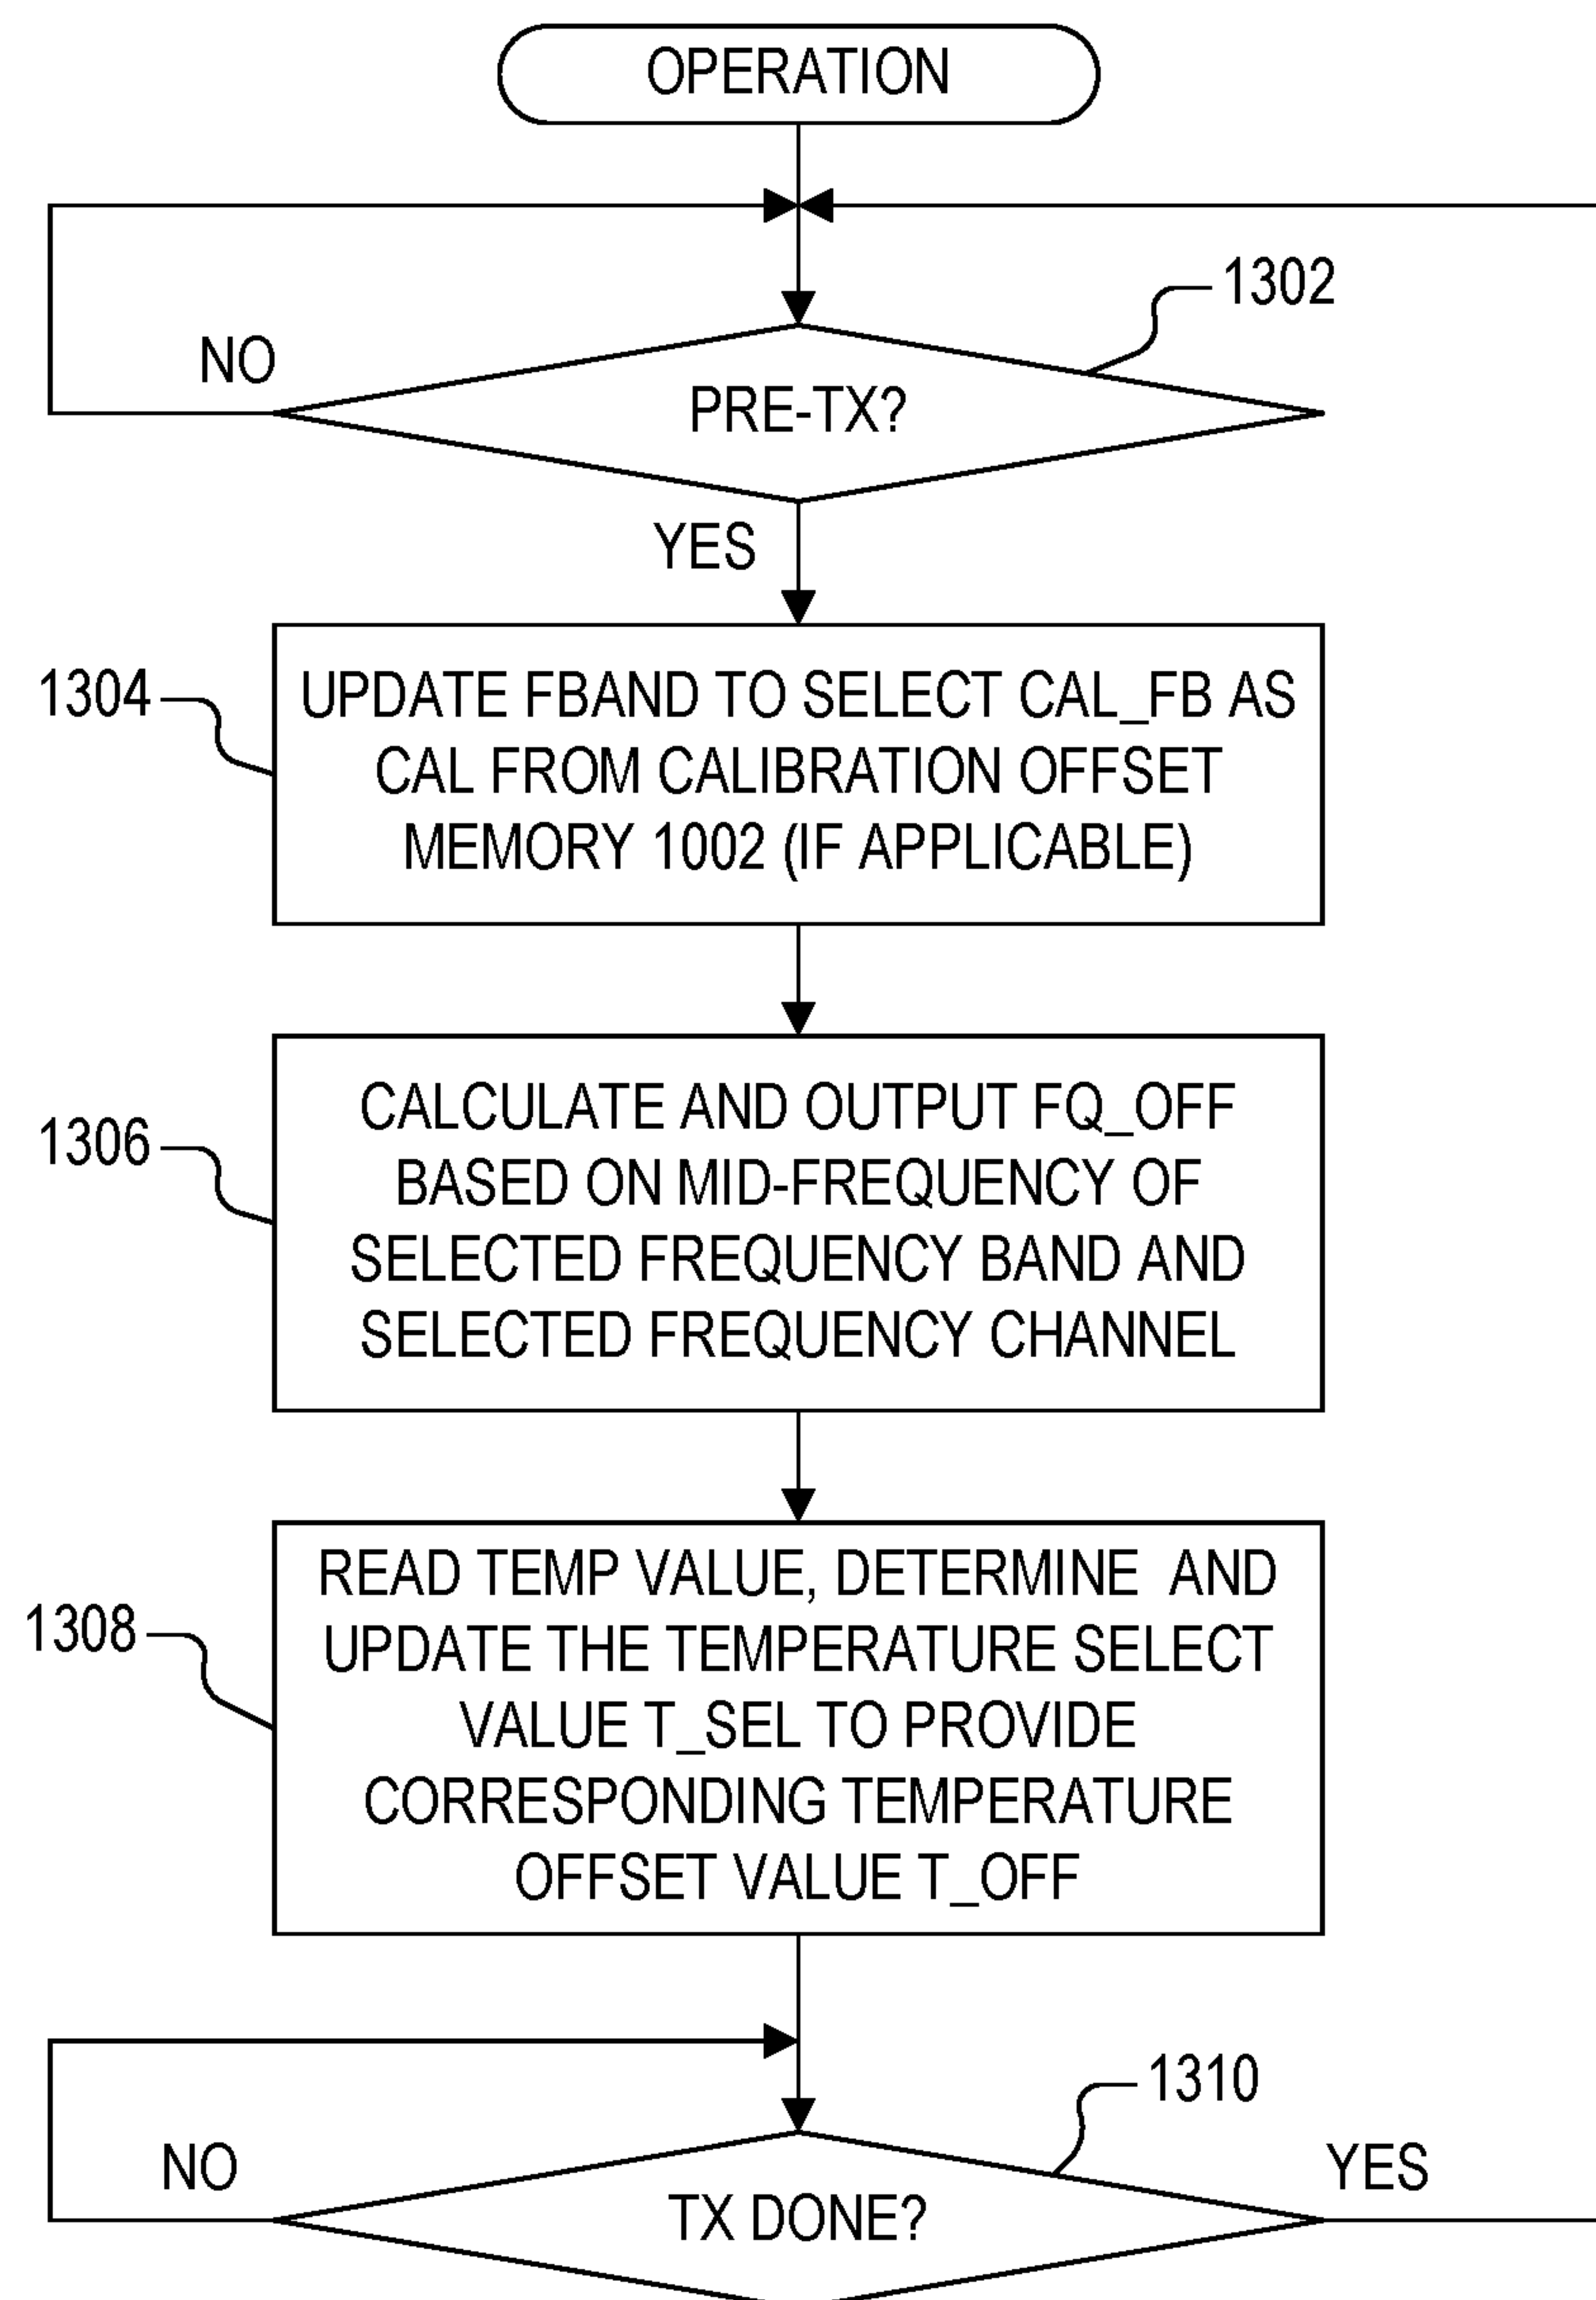 OPERATION
1302
NO
PRE-TX?
YES
1304
UPDATE FBAND TO SELECT CAL_FB AS
CAL FROM CALIBRATION OFFSET
MEMORY 1002 (IF APPLICABLE)
1306
CALCULATE AND OUTPUT FQ_OFF
BASED ON MID-FREQUENCY OF
SELECTED FREQUENCY BAND AND
SELECTED FREQUENCY CHANNEL
1308
READ TEMP VALUE, DETERMINE AND
UPDATE THE TEMPERATURE SELECT
VALUE T_SEL TO PROVIDE
CORRESPONDING TEMPERATURE
OFFSET VALUE T_OFF
1310
NO
YES
TX DONE?